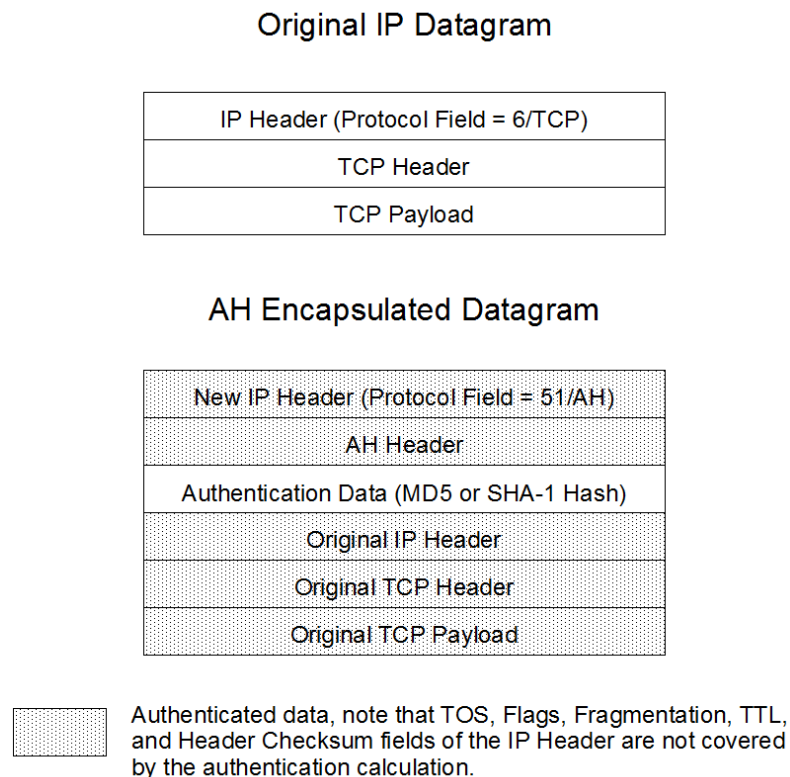 Original IP Datagram
IP Header (Protocol Field = 6/TCP)
TCP Header
TCP Payload
AH Encapsulated Datagram
New IP Header (Protocol Field = 51/AH)
AH Header
Authentication Data (MD5 or SHA-1 Hash)
Original IP Header
Original TCP Header
Original TCP Payload
Authenticated data, note that TOS, Flags, Fragmentation, TTL,
and Header Checksum fields of the IP Header are not covered
by the authentication calculation.